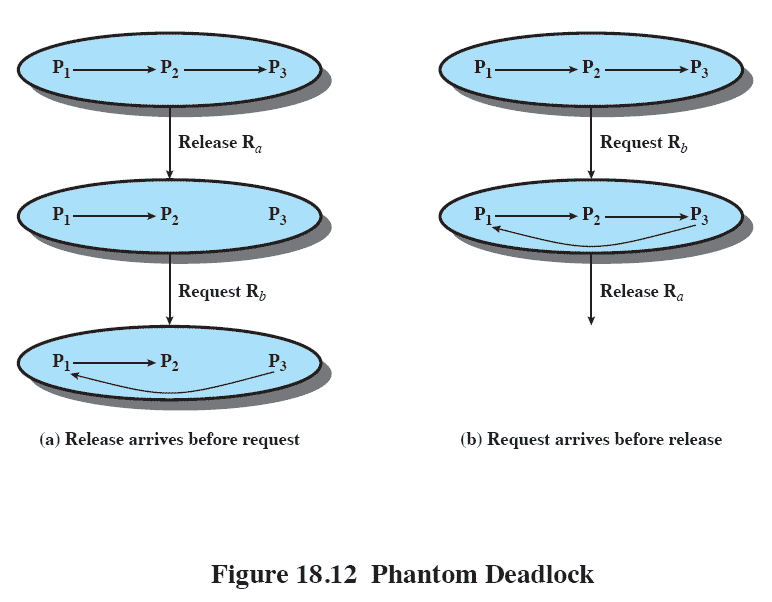 P1 P2 P3
Release Ra
P1 P2 P3
Request Rb
P1 P2 P3
(a) Release arrives before request
P1 P2 P3
Request Rb
P1 P2 P3
Release Ra
(b) Request arrives before release
Figure 18.12 Phantom Deadlock